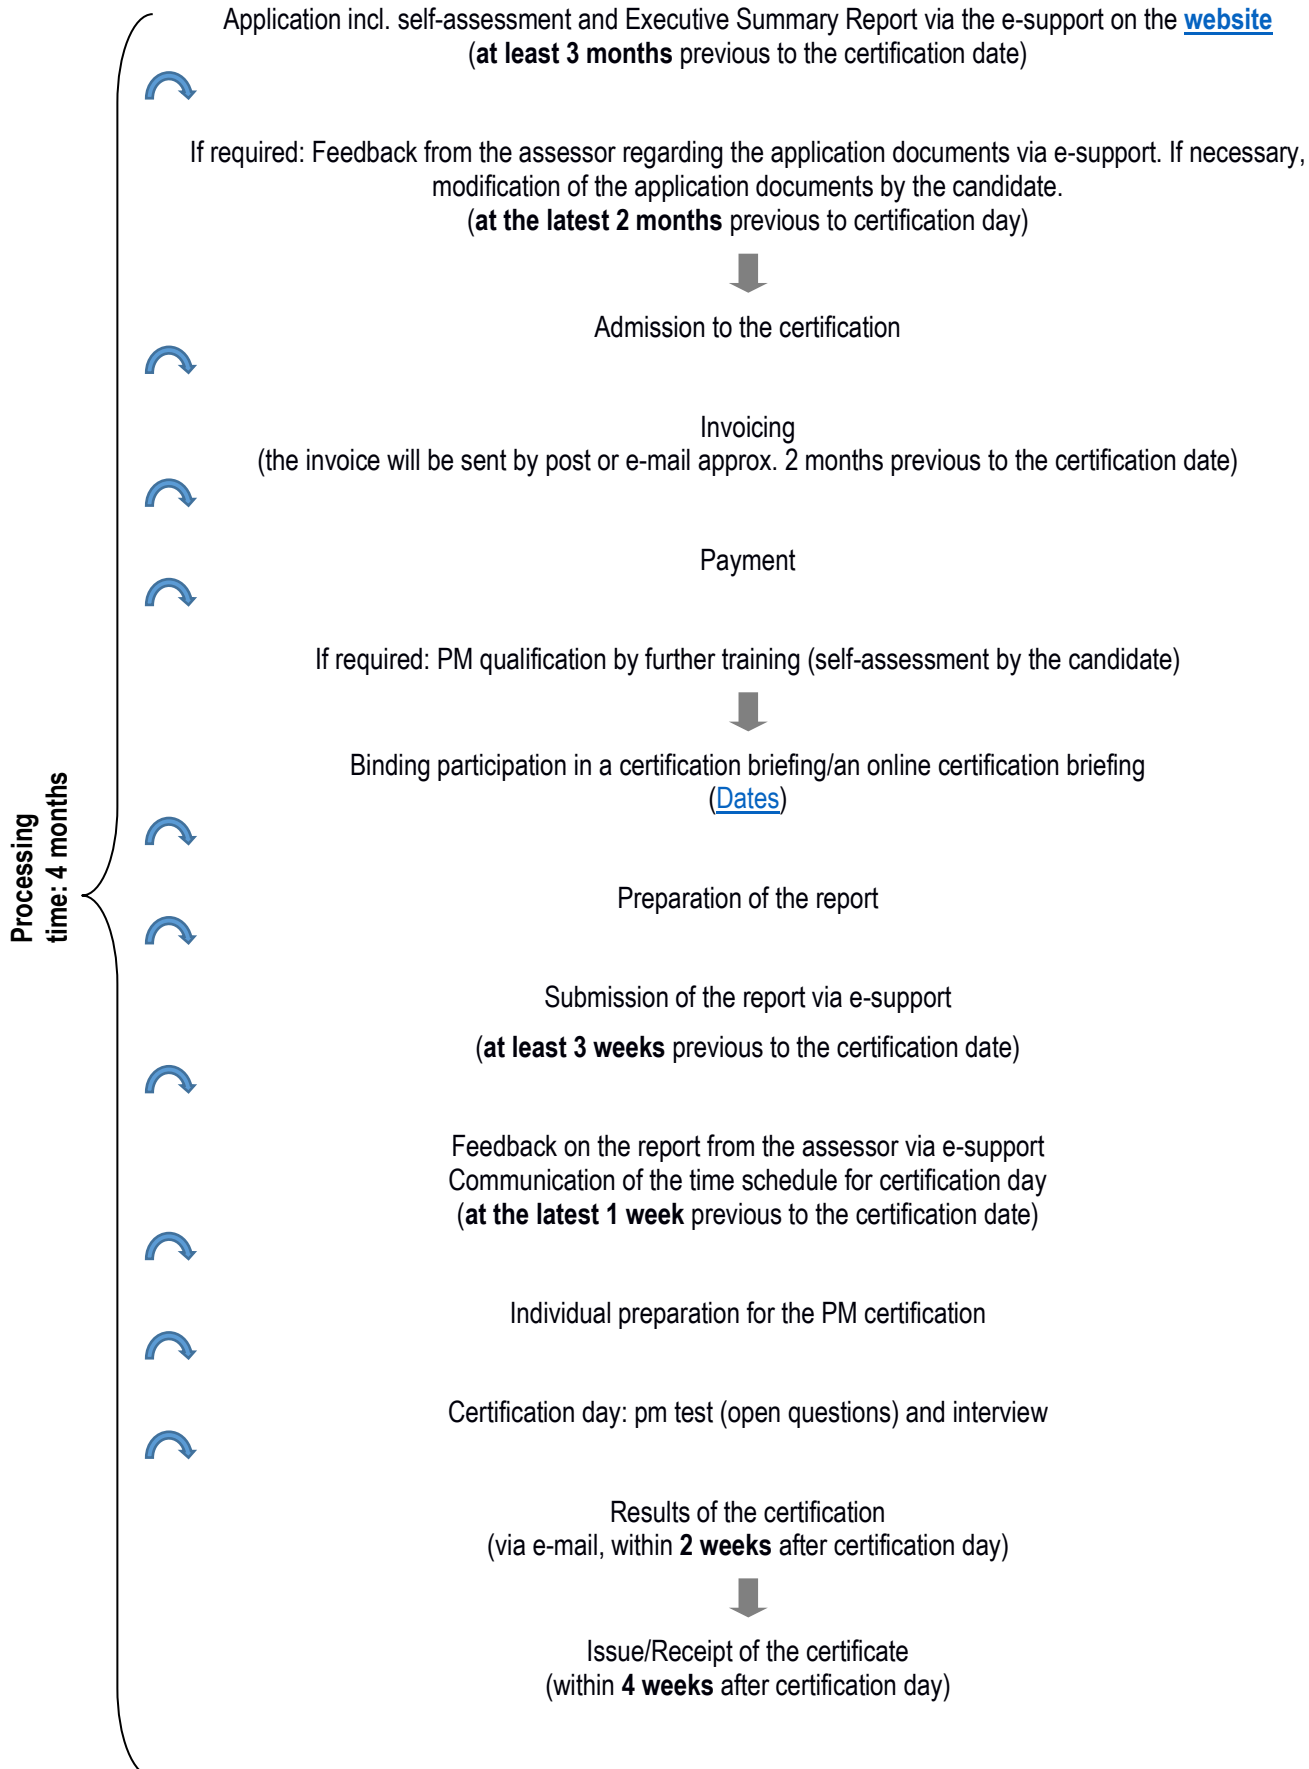 Application incl. self-assessment and Executive Summary Report via the e-support on the website
(at least 3 months previous to the certification date)
If required: Feedback from the assessor regarding the application documents via e-support. If necessary,
modification of the application documents by the candidate.
(at the latest 2 months previous to certification day)
Admission to the certification
Invoicing
(the invoice will be sent by post or e-mail approx. 2 months previous to the certification date)
Payment
If required: PM qualification by further training (self-assessment by the candidate)
Binding participation in a certification briefing/an online certification briefing
(Dates)
Processing
time: 4 months
Preparation of the report
Submission of the report via e-support
(at least 3 weeks previous to the certification date)
Feedback on the report from the assessor via e-support
Communication of the time schedule for certification day
(at the latest 1 week previous to the certification date)
Individual preparation for the PM certification
Certification day: pm test (open questions) and interview
Results of the certification
(via e-mail, within 2 weeks after certification day)
Issue/Receipt of the certificate
(within 4 weeks after certification day)